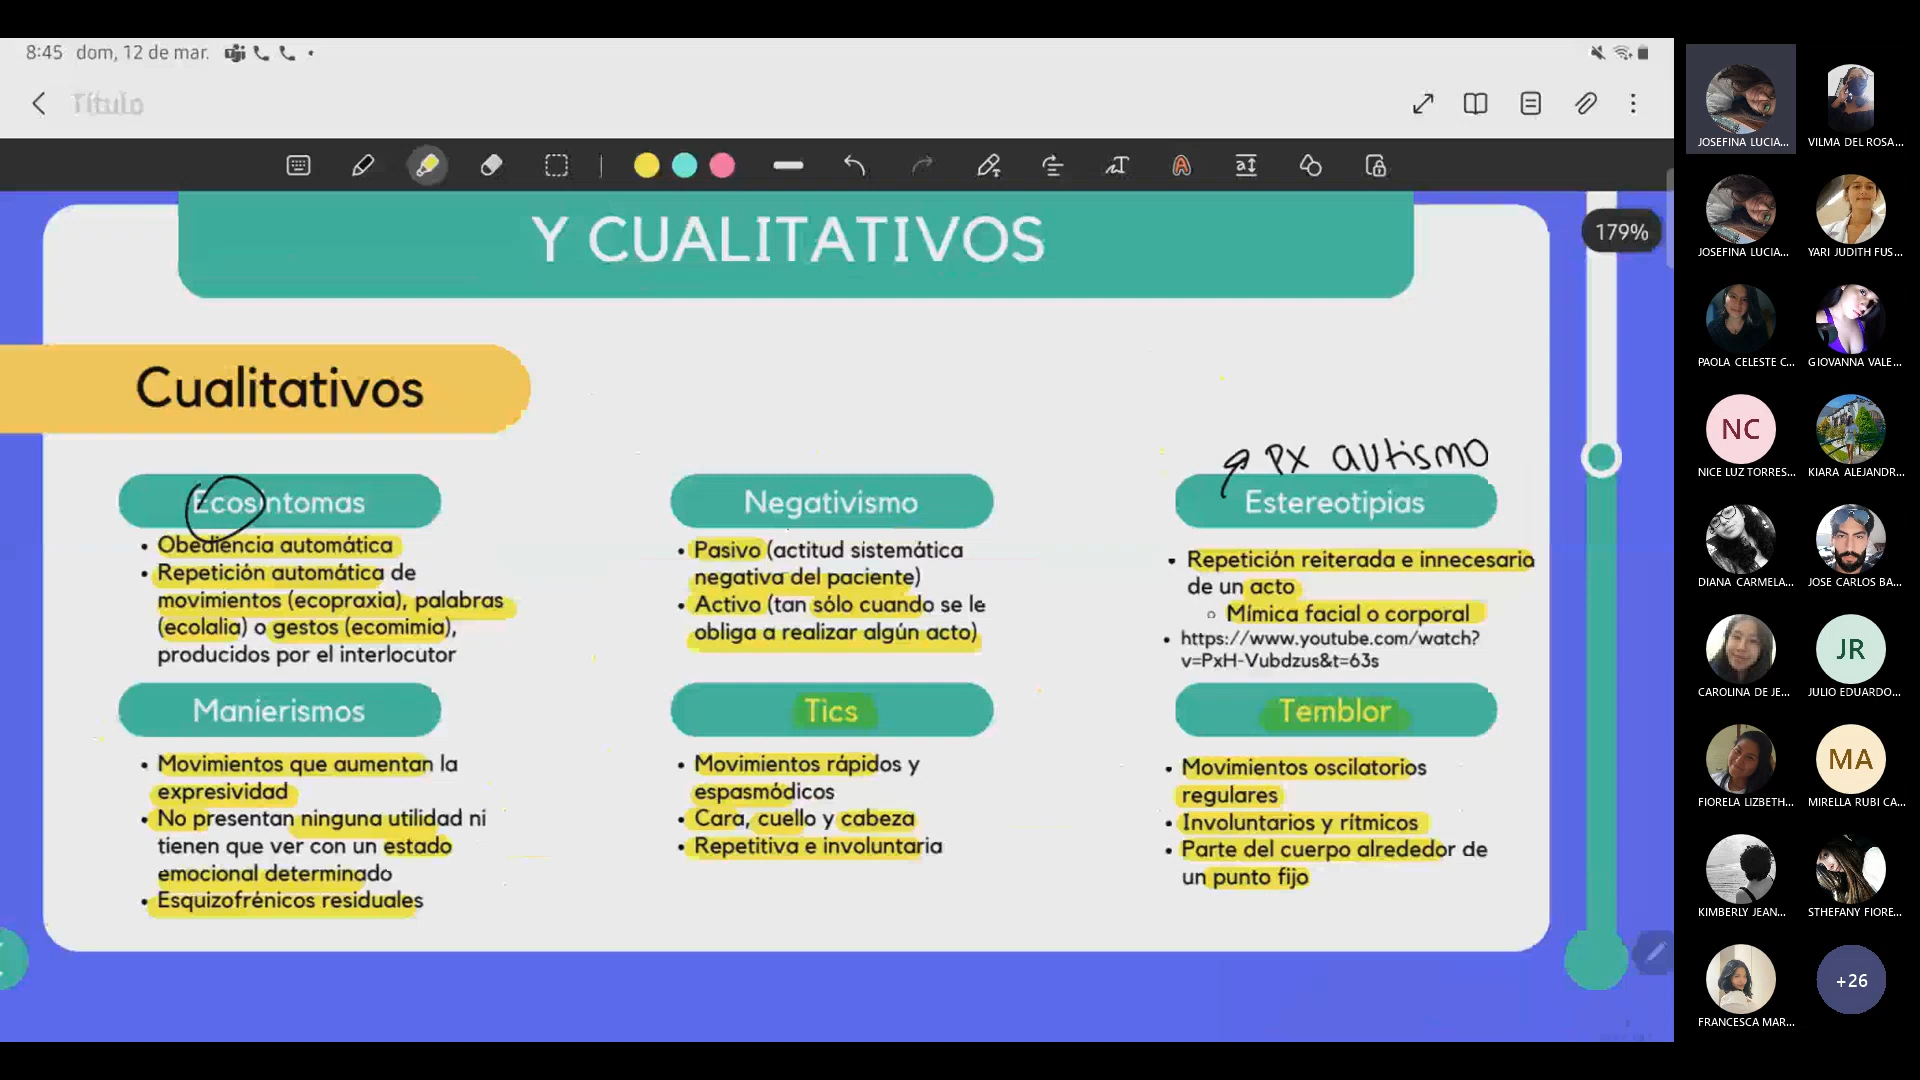 8:45 dom, 12 de mar.
Título
179%
Y CUALITATIVOS
Cualitativos
Ecosintomas
• Obediencia automática
• Repetición automática de
movimientos (ecopraxia), palabras
(ecolalia) o gestos (ecomimia),
producidos por el interlocutor
Negativismo
• Pasivo (actitud sistemática
negativa del paciente)
• Activo (tan sólo cuando se le
obliga a realizar algún acto)
PX autismo
Estereotipias
• Repetición reiterada e innecesaria
de un acto
Mímica facial o corporal
• https://www.youtube.com/watch?
v=PxH-Vubdzus&t=63s
Manierismos
• Movimientos que aumentan la
expresividad
• No presentan ninguna utilidad ni
tienen que ver con un estado
emocional determinado
• Esquizofrénicos residuales
Tics
• Movimientos rápidos y
espasmódicos
• Cara, cuello y cabeza
• Repetitiva e involuntaria
Temblor
• Movimientos oscilatorios
regulares
• Involuntarios y rítmicos
• Parte del cuerpo alrededor de
un punto fijo
JOSEFINA LUCIA...
VILMA DEL ROSA...
JOSEFINA LUCIA...
YARI JUDITH FUS...
PAOLA CELESTE C...
GIOVANNA VALE...
NC
NICE LUZ TORRES...
KIARA ALEJANDR...
DIANA CARMELA...
JOSE CARLOS BA...
CAROLINA DE JE...
JR
JULIO EDUARDO...
FIORELA LIZBETH...
MA
MIRELLA RUBI CA...
KIMBERLY JEAN...
STHEFANY FIORE...
FRANCESCA MAR...
+26